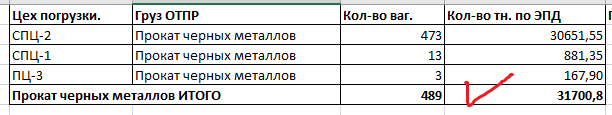 Цех погрузки. Груз ОТПР Кол-во ваг. Кол-во тн. по ЭПД
СПЦ-2 Прокат черных металлов 473 30651,55
СПЦ-1 Прокат черных металлов 13 881,35
ПЦ-3 Прокат черных металлов 3 167,90
Прокат черных металлов ИТОГО 489 31700,8